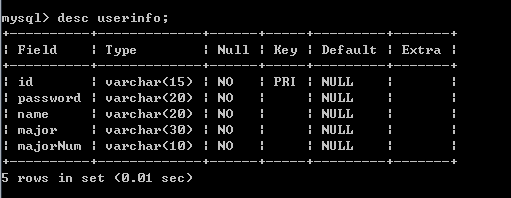 mysql> desc userinfo;
+----------+-------------+------+-----+---------+-------+
| Field    | Type        | Null | Key | Default | Extra |
+----------+-------------+------+-----+---------+-------+
| id       | varchar(15) | NO   | PRI | NULL    |       |
| password | varchar(20) | NO   |     | NULL    |       |
| name     | varchar(20) | NO   |     | NULL    |       |
| major    | varchar(30) | NO   |     | NULL    |       |
| majorNum | varchar(10) | NO   |     | NULL    |       |
+----------+-------------+------+-----+---------+-------+
5 rows in set (0.01 sec)